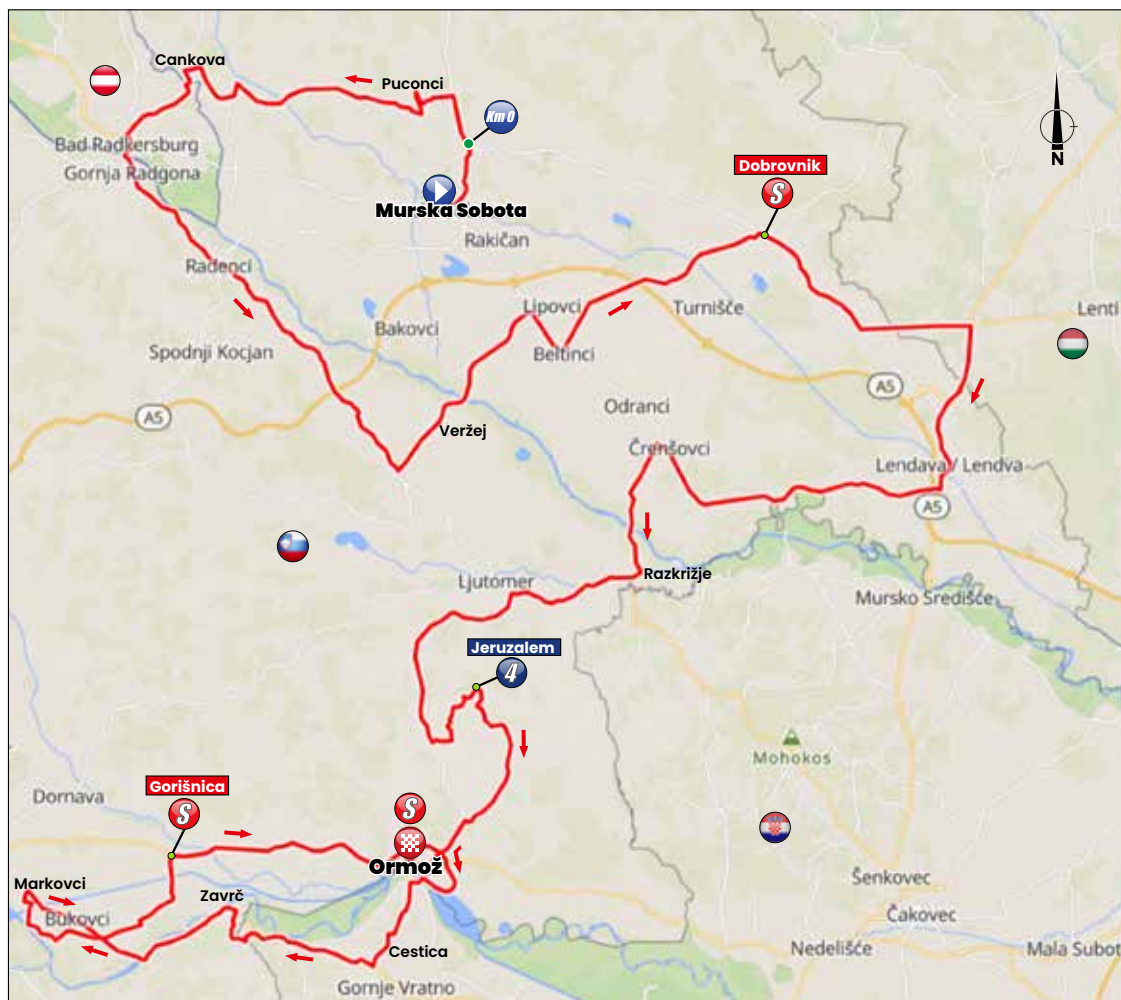 Cankova
Puconci
Km 0
Bad Radkersburg
Gornja Radgona
Dobrovnik
S
Murska Sobota
Rakičan
Radenci
Lipovci
Turnišče
Lenti
Bakovci
Spodnji Kocjan
Beltinci
A5
A5
Odranci
Veržej
Črenšovci
Lendava / Lendva
A5
Razkrižje
Ljutomer
Mursko Središče
Jeruzalem
4
Mohokos
Gorišnica
S
Dornava
S
Ormož
Markovci
Zavrč
Šenkovec
Bukovci
Čakovec
Cestica
Nedelišće
Mala Subot
Gornje Vratno
N